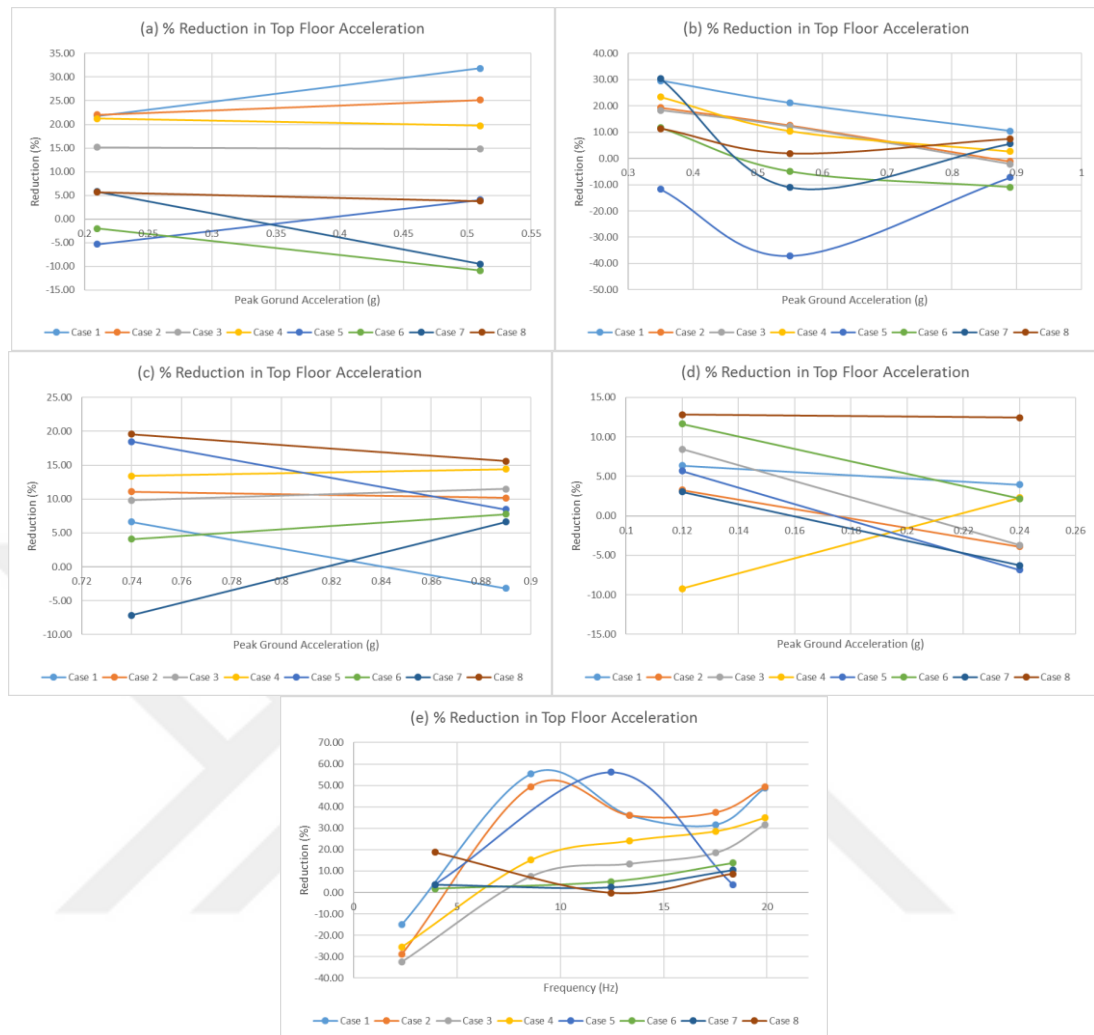 (a) % Reduction in Top Floor Acceleration
35.00
30.00
25.00
20.00
15.00
10.00
5.00
0.00
-5.00
-10.00
-15.00
Reduction (%)
0.2 0.25 0.3 0.35 0.4 0.45 0.5 0.55
Peak Gorund Acceleration (g)
Case 1 Case 2 Case 3 Case 4 Case 5 Case 6 Case 7 Case 8
(b) % Reduction in Top Floor Acceleration
40.00
30.00
20.00
10.00
0.00
-10.00
-20.00
-30.00
-40.00
-50.00
Reduction (%)
0.3 0.4 0.5 0.6 0.7 0.8 0.9 1
Peak Ground Acceleration (g)
Case 1 Case 2 Case 3 Case 4 Case 5 Case 6 Case 7 Case 8
(c) % Reduction in Top Floor Acceleration
25.00
20.00
15.00
10.00
5.00
0.00
-5.00
-10.00
Reduction (%)
0.72 0.74 0.76 0.78 0.8 0.82 0.84 0.86 0.88 0.9
Peak Ground Acceleration (g)
Case 1 Case 2 Case 3 Case 4 Case 5 Case 6 Case 7 Case 8
(d) % Reduction in Top Floor Acceleration
15.00
10.00
5.00
0.00
-5.00
-10.00
-15.00
Reduction (%)
0.1 0.12 0.14 0.16 0.18 0.2 0.22 0.24 0.26
Peak Ground Acceleration (g)
Case 1 Case 2 Case 3 Case 4 Case 5 Case 6 Case 7 Case 8
(e) % Reduction in Top Floor Acceleration
70.00
60.00
50.00
40.00
30.00
20.00
10.00
0.00
-10.00
-20.00
-30.00
-40.00
Reduction (%)
0 5 10 15 20
Frequency (Hz)
Case 1 Case 2 Case 3 Case 4 Case 5 Case 6 Case 7 Case 8